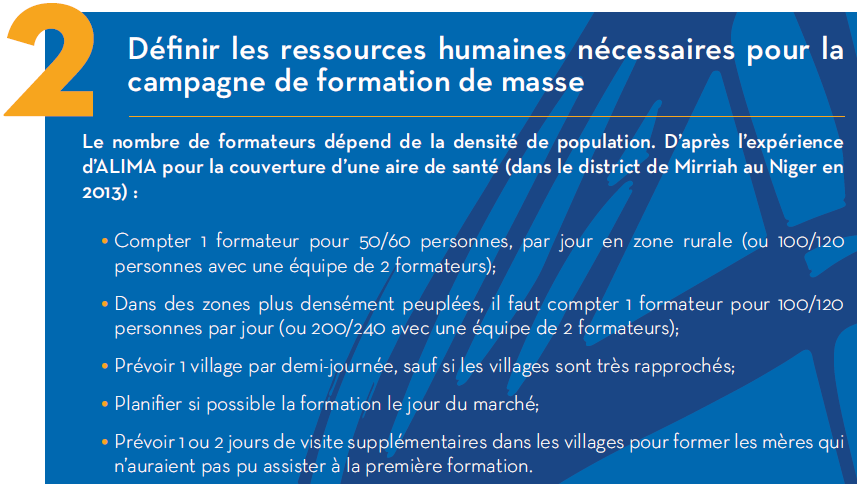 2
Définir les ressources humaines nécessaires pour la
campagne de formation de masse
Le nombre de formateurs dépend de la densité de population. D'après l'expérience
d'ALIMA pour la couverture d'une aire de santé (dans le district de Mirriah au Niger en
2013) :
• Compter 1 formateur pour 50/60 personnes, par jour en zone rurale (ou 100/120
personnes avec une équipe de 2 formateurs);
• Dans des zones plus densément peuplées, il faut compter 1 formateur pour 100/120
personnes par jour (ou 200/240 avec une équipe de 2 formateurs);
• Prévoir 1 village par demi-journée, sauf si les villages sont très rapprochés;
• Planifier si possible la formation le jour du marché;
• Prévoir 1 ou 2 jours de visite supplémentaires dans les villages pour former les mères qui
n'auraient pas pu assister à la première formation.